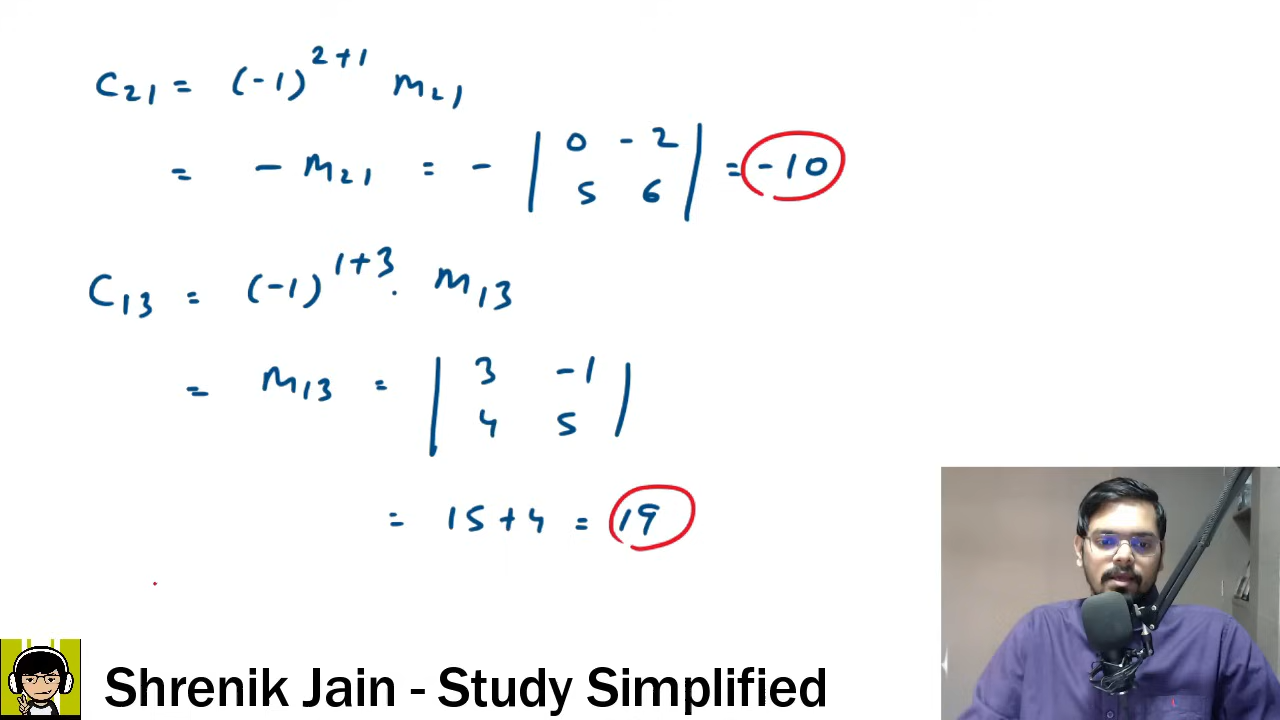 C21 = (-1)^2+1 M21
= - M21 = - | 0 -2 | = -10
| 5 6 |
C13 = (-1)^1+3 . M13
= M13 = | 3 -1 |
| 4 5 |
= 15+4 = 19
Shrenik Jain - Study Simplified